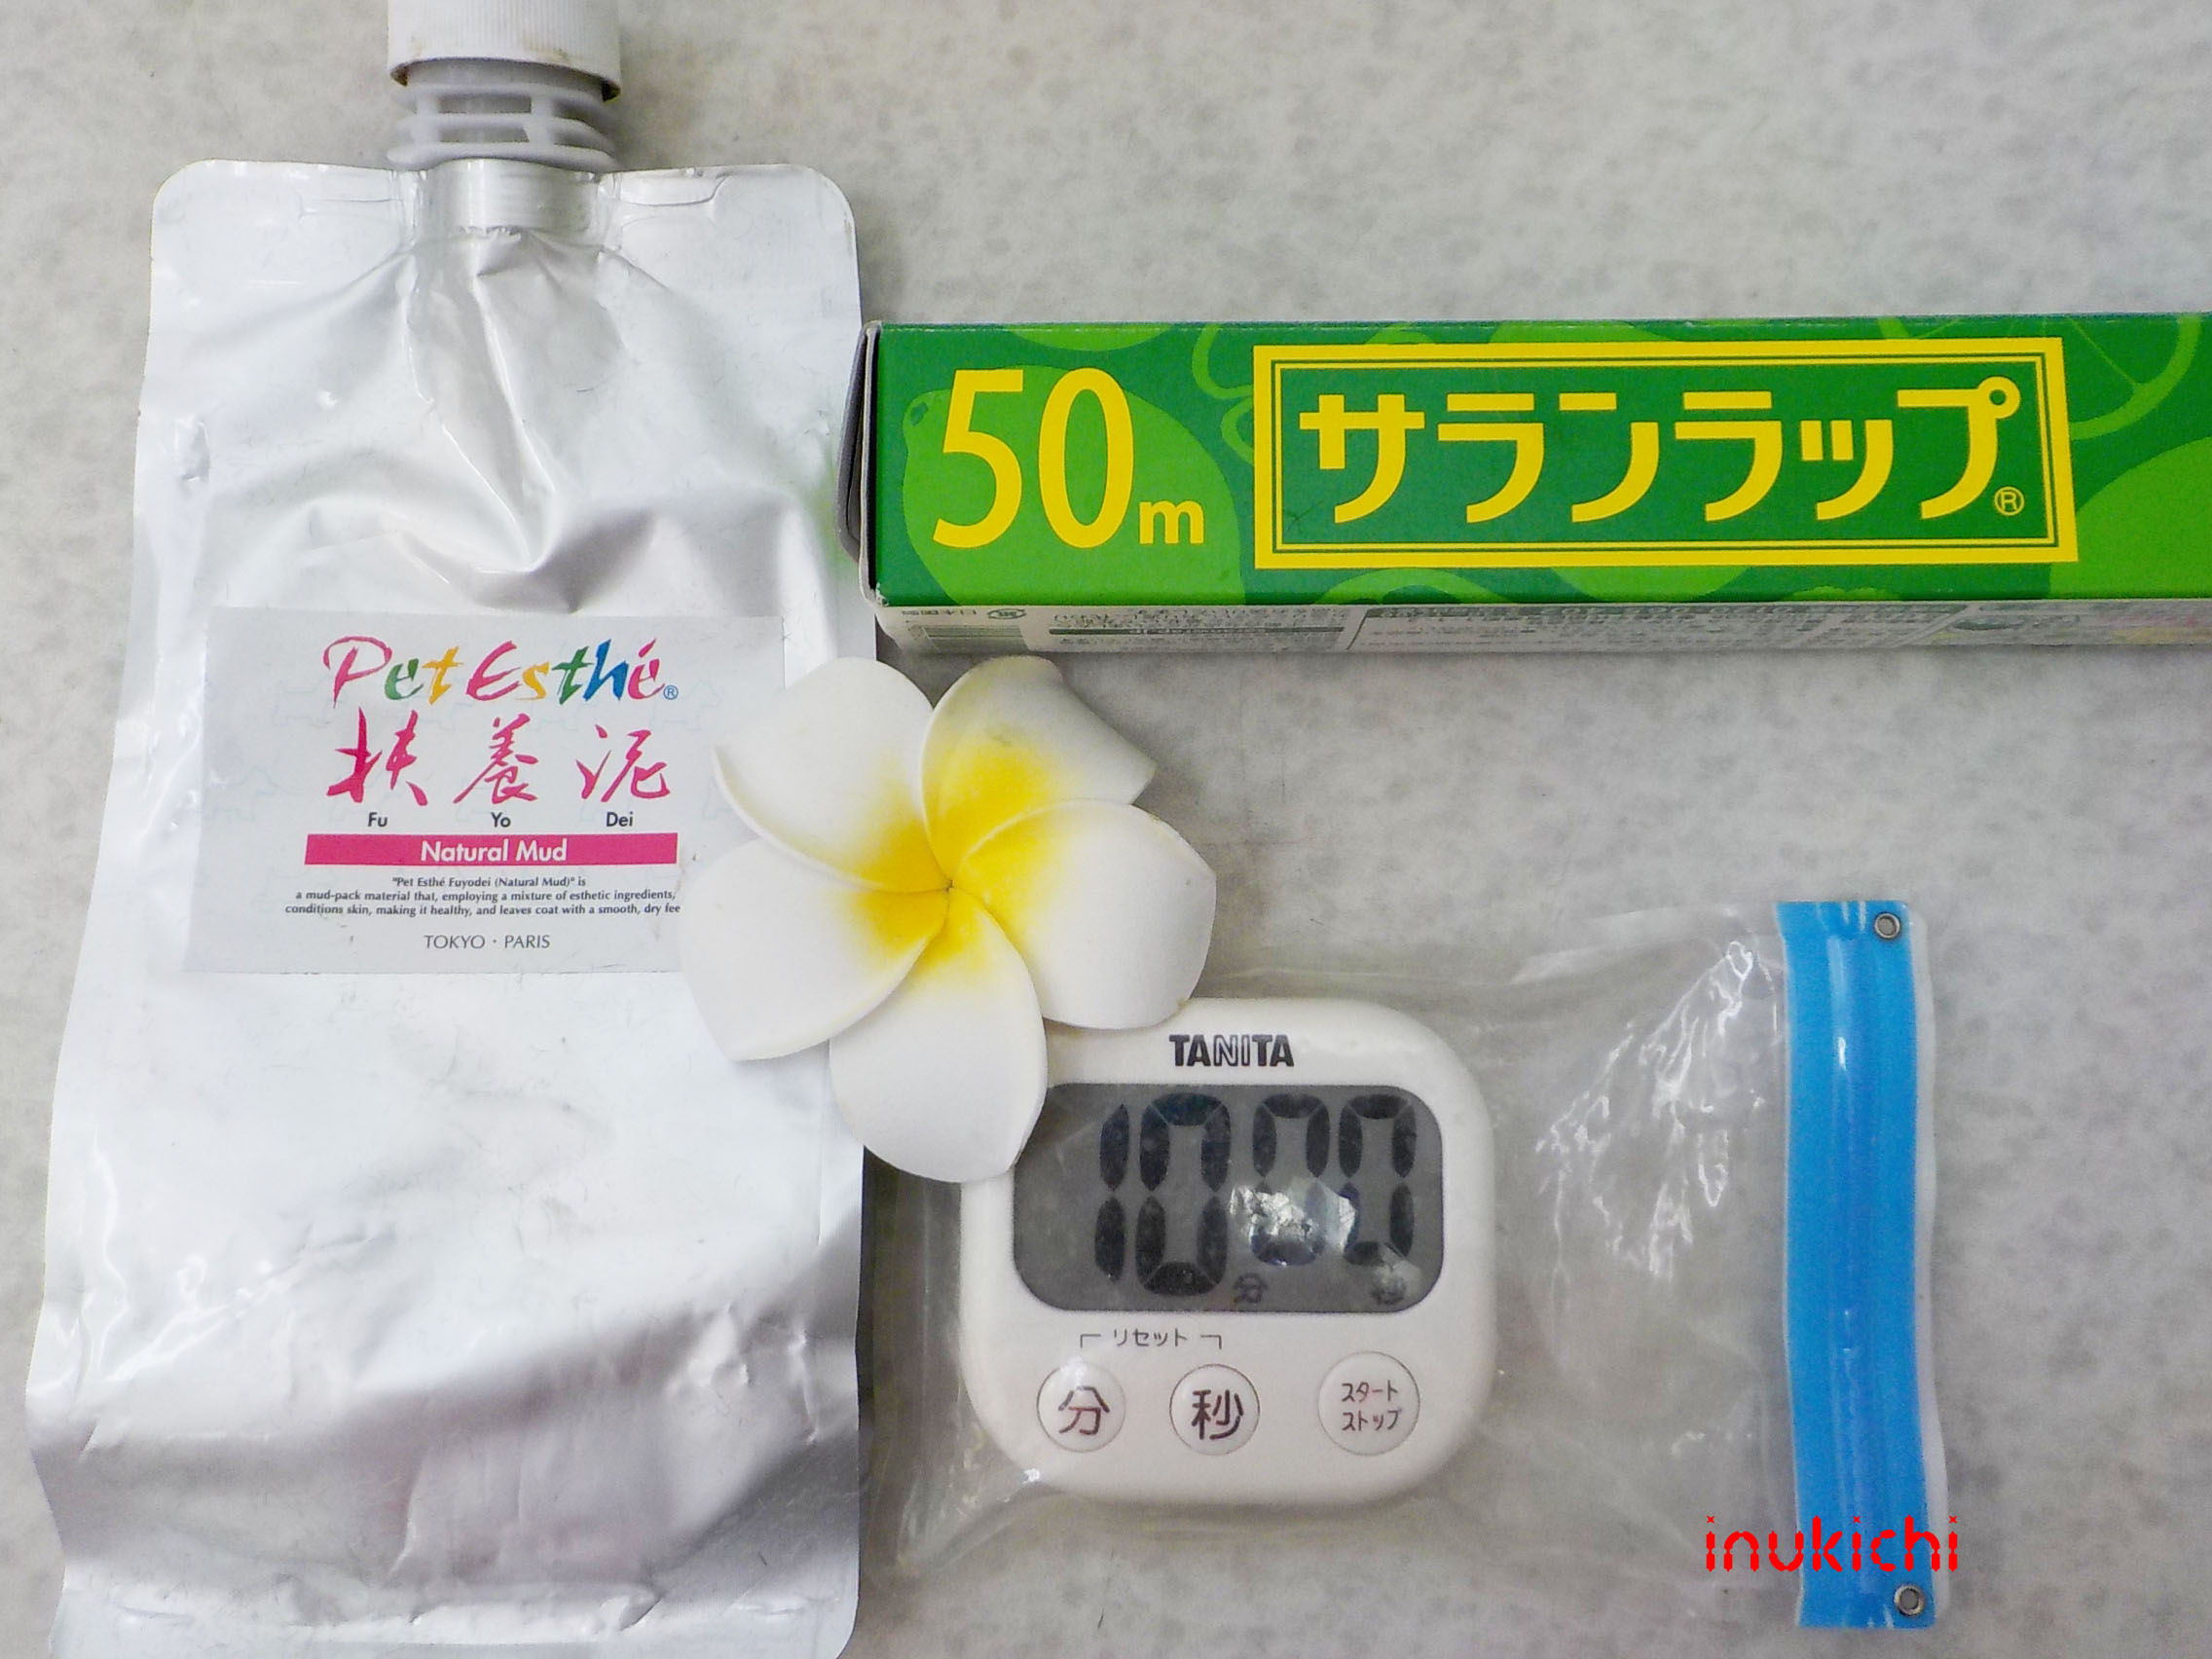 Pet Esthé®
扶養泥
Fu Yo Dei
Natural Mud
"Pet Esthé Fuyodei (Natural Mud)" is
a mud-pack material that, employing a mixture of esthetic ingredients,
conditions skin, making it healthy, and leaves coat with a smooth, dry fee
TOKYO・PARIS
50m サランラップ®
TANITA
10 00
分 秒
リセット
分 秒 スタート
ストップ
inukichi